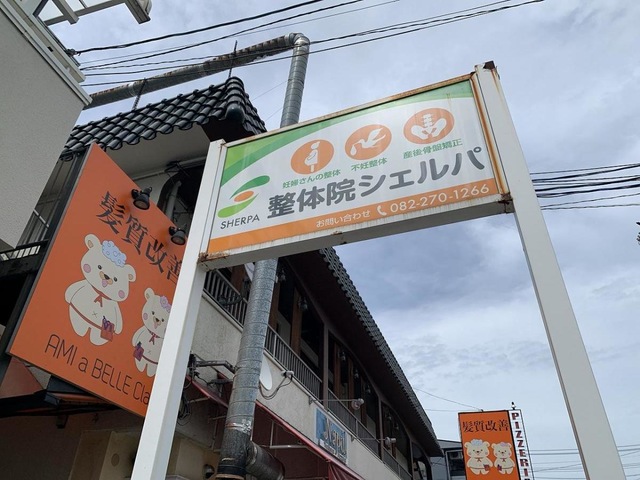 妊婦さんの整体
不妊整体
産後骨盤矯正
SHERPA
整体院シェルパ
お問い合わせ 082-270-1266
髪質改善
AMI a BELLE Cla
髪質改善
PIZZERI